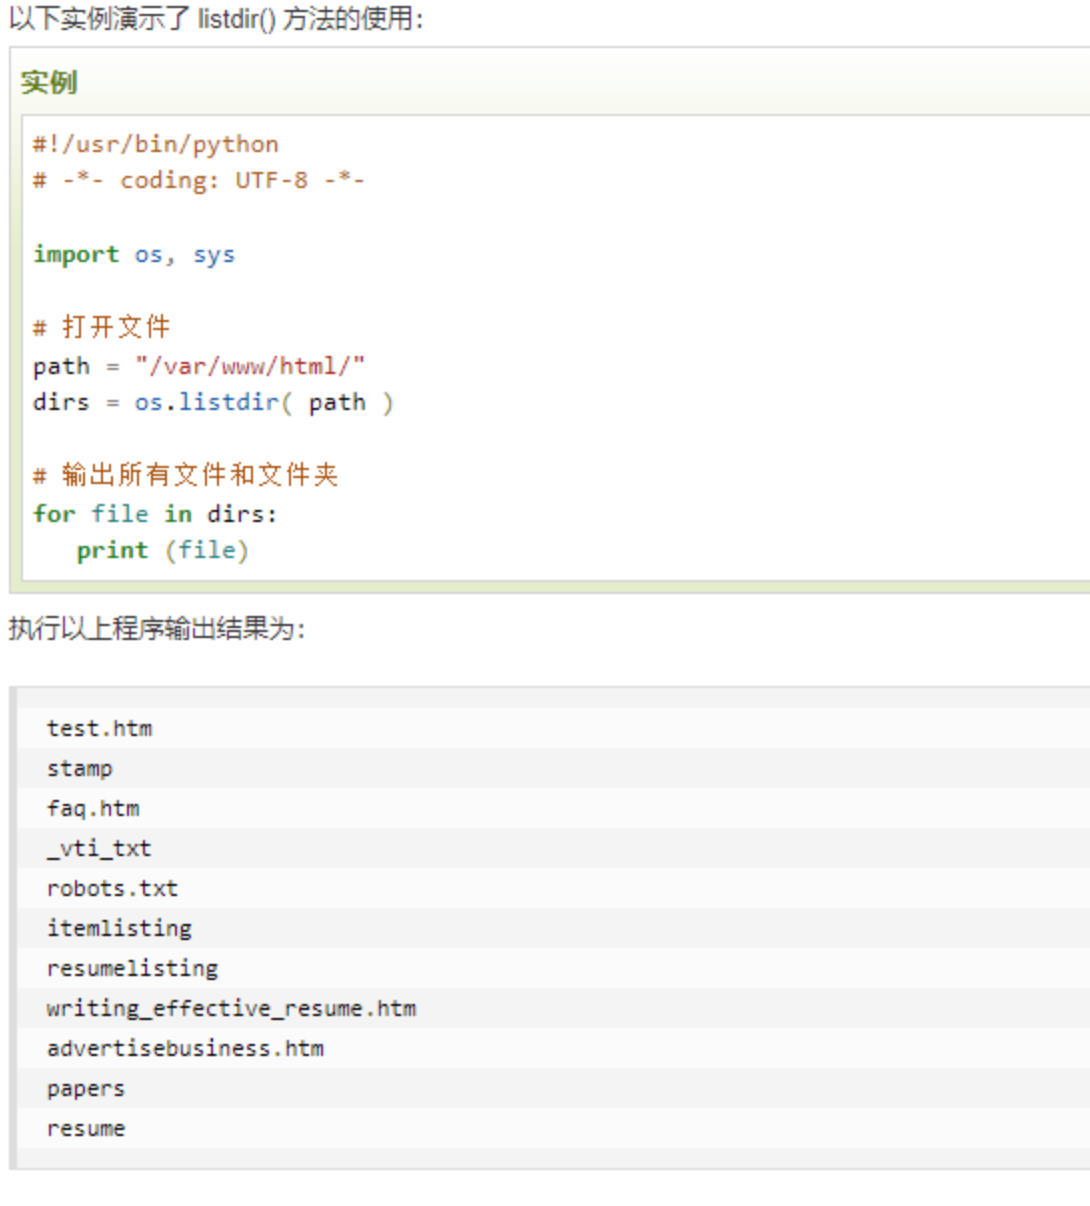 以下实例演示了 listdir() 方法的使用：
实例
#!/usr/bin/python
# -*- coding: UTF-8 -*-
import os, sys
# 打开文件
path = "/var/www/html/"
dirs = os.listdir( path )
# 输出所有文件和文件夹
for file in dirs:
   print (file)
执行以上程序输出结果为：
test.htm
stamp
faq.htm
_vti_txt
robots.txt
itemlisting
resumelisting
writing_effective_resume.htm
advertisebusiness.htm
papers
resume